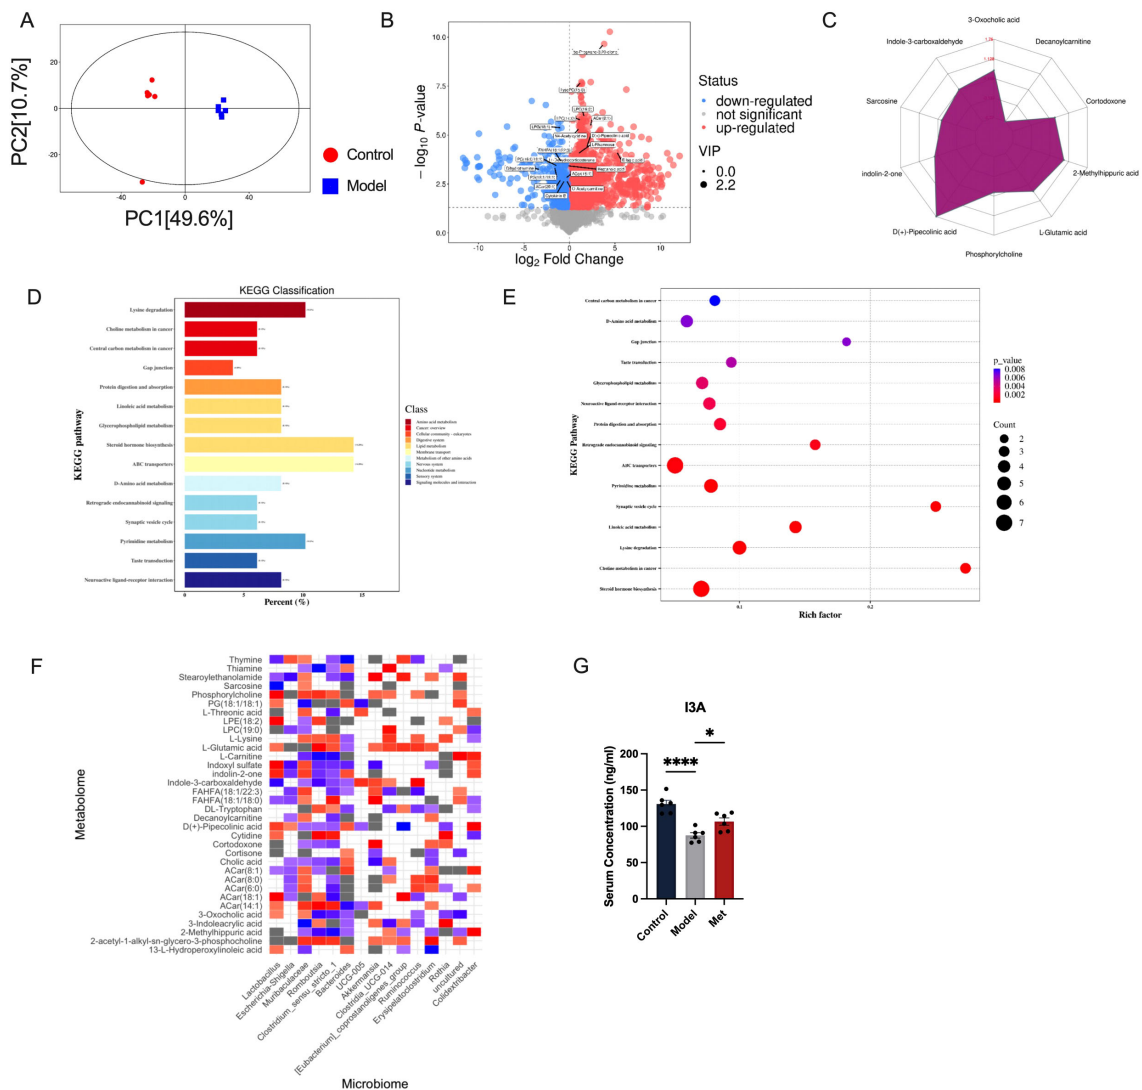 A
PC2[10.7%]
20
0
-20
-40
0
40
PC1[49.6%]
Control
Model
B
− log10 P-value
10.0
7.5
5.0
2.5
0.0
-10
-5
0
5
10
log2 Fold Change
Status
down-regulated
not significant
up-regulated
VIP
0.0
2.2
C
3-Oxocholic acid
Decanoylcarnitine
Cortodoxone
2-Methylhippuric acid
L-Glutamic acid
Phosphorylcholine
D(+)-Pipecolinic acid
indolin-2-one
Sarcosine
Indole-3-carboxaldehyde
D
KEGG Classification
KEGG pathway
Lysine degradation
Choline metabolism in cancer
Central carbon metabolism in cancer
Gap junction
Protein digestion and absorption
Linoleic acid metabolism
Glycerophospholipid metabolism
Steroid hormone biosynthesis
ABC transporters
D-Amino acid metabolism
Retrograde endocannabinoid signaling
Synaptic vesicle cycle
Pyrimidine metabolism
Taste transduction
Neuroactive ligand-receptor interaction
0
5
10
15
Percent (%)
Class
Amino acid metabolism
Cancer overview
Cellular community - eukaryotes
Digestive system
Lipid metabolism
Membrane transport
Metabolism of other amino acids
Nervous system
Nucleotide metabolism
Sensory system
Signaling molecules and interaction
E
KEGG Pathway
Central carbon metabolism in cancer
D-Amino acid metabolism
Gap junction
Taste transduction
Glycerophospholipid metabolism
Neuroactive ligand-receptor interaction
Protein digestion and absorption
Retrograde endocannabinoid signaling
ABC transporters
Pyrimidine metabolism
Synaptic vesicle cycle
Linoleic acid metabolism
Lysine degradation
Choline metabolism in cancer
Steroid hormone biosynthesis
0.1
0.2
Rich factor
p_value
0.008
0.006
0.004
0.002
Count
2
3
4
5
6
7
F
Metabolome
Thymine
Thiamine
Stearoylethanolamide
Sarcosine
Phosphorylcholine
PG(18:1/18:1)
L-Threonic acid
LPE(18:2)
LPC(19:0)
L-Lysine
L-Glutamic acid
L-Carnitine
Indoxyl sulfate
indolin-2-one
Indole-3-carboxaldehyde
FAHFA(18:1/22:3)
FAHFA(18:1/18:0)
DL-Tryptophan
Decanoylcarnitine
D(+)-Pipecolinic acid
Cytidine
Cortodoxone
Cortisone
Cholic acid
ACar(8:1)
ACar(8:0)
ACar(6:0)
ACar(18:1)
ACar(14:1)
3-Oxocholic acid
3-Indoleacrylic acid
2-Methylhippuric acid
2-acetyl-1-alkyl-sn-glycero-3-phosphocholine
13-L-Hydroperoxylinoleic acid
Lactobacillus
Escherichia-Shigella
Muribaculaceae
Romboutsia
Clostridium_sensu_stricto_1
Bacteroides
UCG-005
Akkermansia
Clostridia_UCG-014
[Eubacterium]_coprostanoligenes_group
Ruminococcus
Erysipelatoclostridium
Rothia
uncultured
Colidextribacter
Microbiome
G
I3A
Serum Concentration (ng/ml)
200
150
100
50
0
****
*
Control
Model
Met